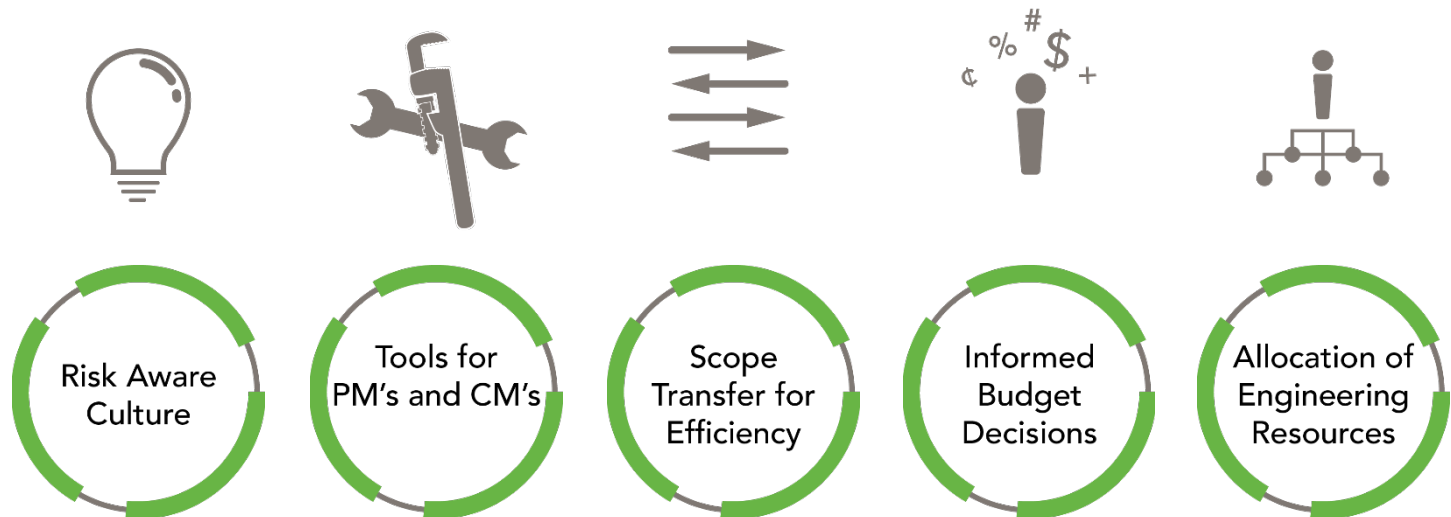 # 
% $
¢ +
Risk Aware
Culture
Tools for
PM's and CM's
Scope
Transfer for
Efficiency
Informed
Budget
Decisions
Allocation of
Engineering
Resources